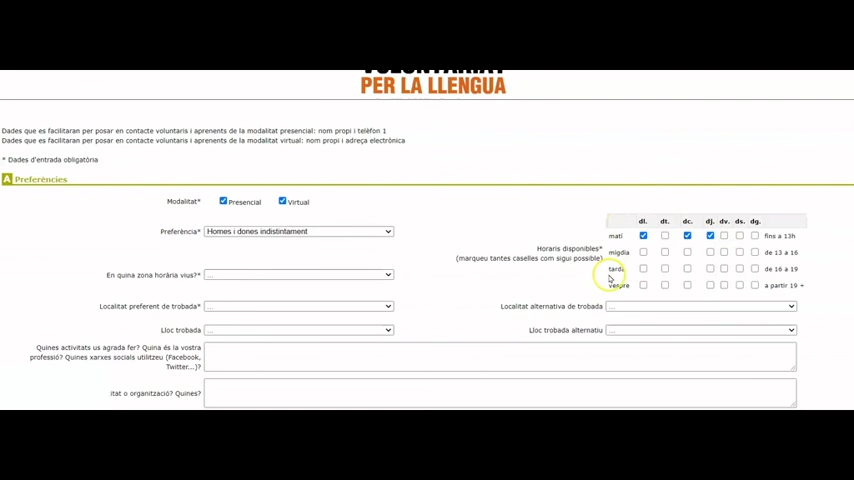 VOLUNTARIAT
PER LA LLENGUA
Dades que es facilitaran per posar en contacte voluntaris i aprenents de la modalitat presencial: nom propi i telèfon 1
Dades que es facilitaran per posar en contacte voluntaris i aprenents de la modalitat virtual: nom propi i adreça electrònica
* Dades d'entrada obligatòria
A Preferències
Modalitat* Presencial Virtual
Preferència* Homes i dones indistintament
Horaris disponibles*
(marqueu tantes caselles com sigui possible)
dl. dt. dc. dj. dv. ds. dg.
matí fins a 13h
migdia de 13 a 16
tarda de 16 a 19
vespre a partir 19 +
En quina zona horària vius?* ...
Localitat preferent de trobada* ...
Localitat alternativa de trobada ...
Lloc trobada ...
Lloc trobada alternatiu ...
Quines activitats us agrada fer? Quina és la vostra
professió? Quines xarxes socials utilitzeu (Facebook,
Twitter...)?
itat o organització? Quines?